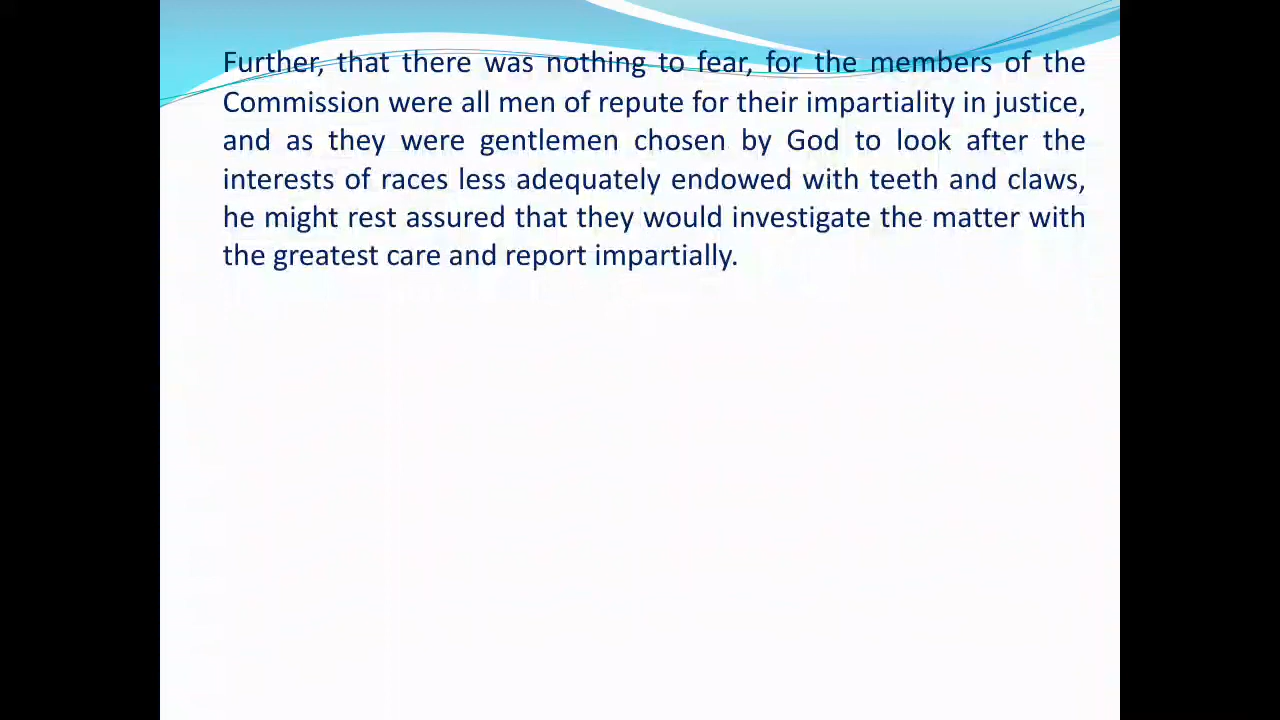 Further, that there was nothing to fear, for the members of the
Commission were all men of repute for their impartiality in justice,
and as they were gentlemen chosen by God to look after the
interests of races less adequately endowed with teeth and claws,
he might rest assured that they would investigate the matter with
the greatest care and report impartially.